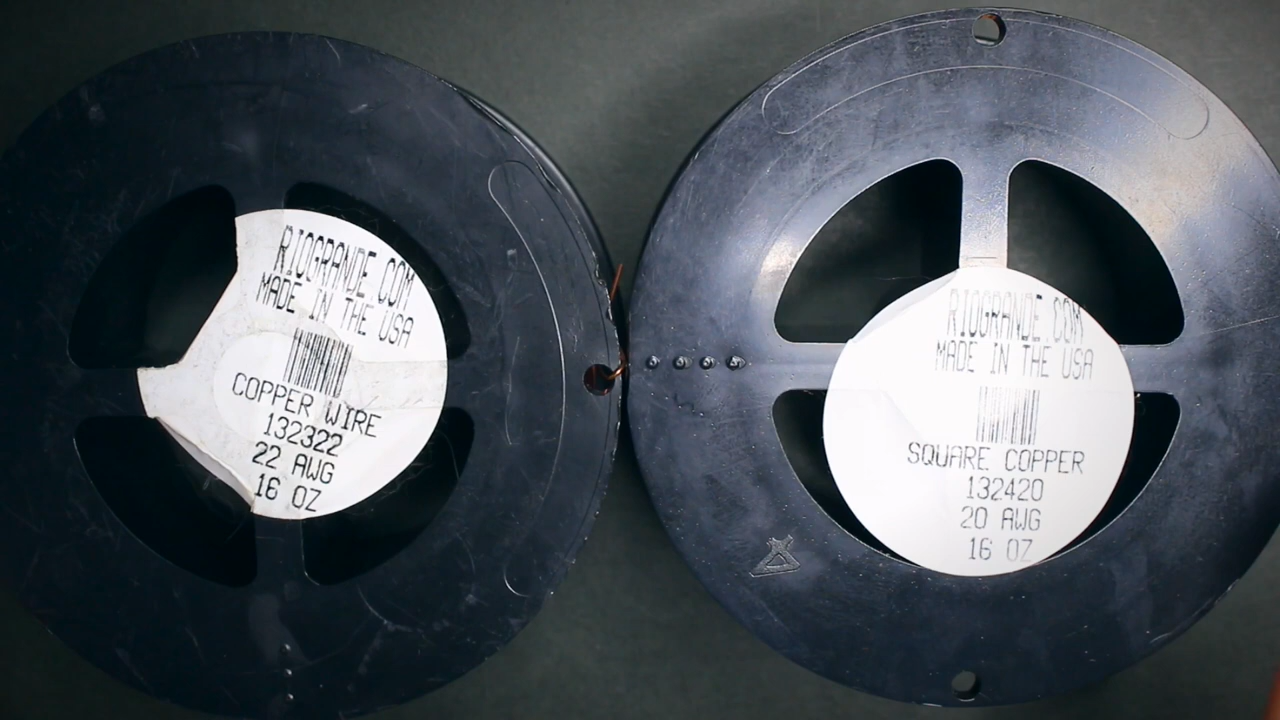 RIOGRANDE.COM
MADE IN THE USA
COPPER WIRE
132322
22 AWG
16 OZ
RIOGRANDE.COM
MADE IN THE USA
SQUARE COPPER
132420
20 AWG
16 OZ